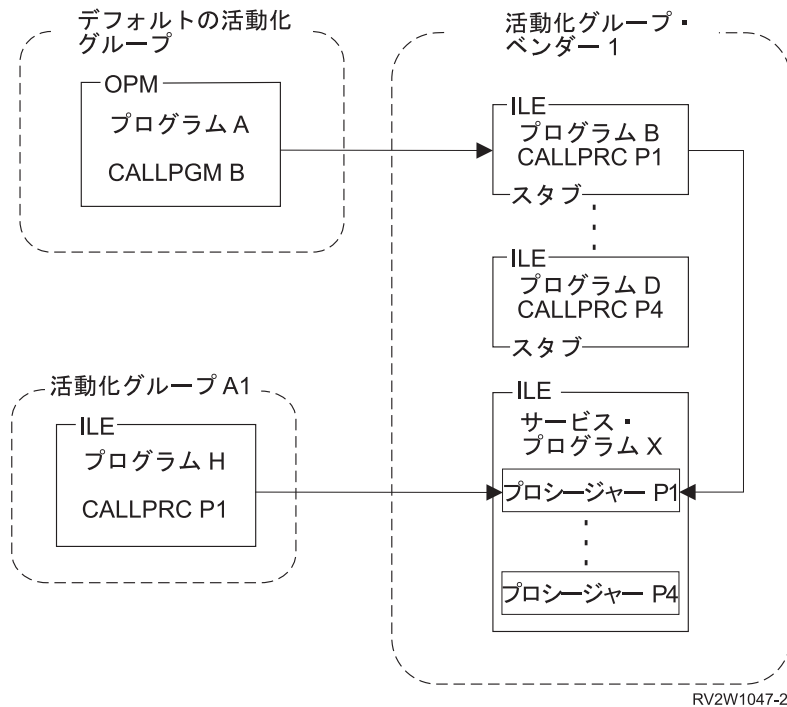 デフォルトの活動化
グループ
OPM
プログラム A
CALLPGM B
活動化グループ・
ベンダー 1
ILE
プログラム B
CALLPRC P1
スタブ
ILE
プログラム D
CALLPRC P4
スタブ
活動化グループ A1
ILE
プログラム H
CALLPRC P1
ILE
サービス・
プログラム X
プロシージャー P1
プロシージャー P4
RV2W1047-2